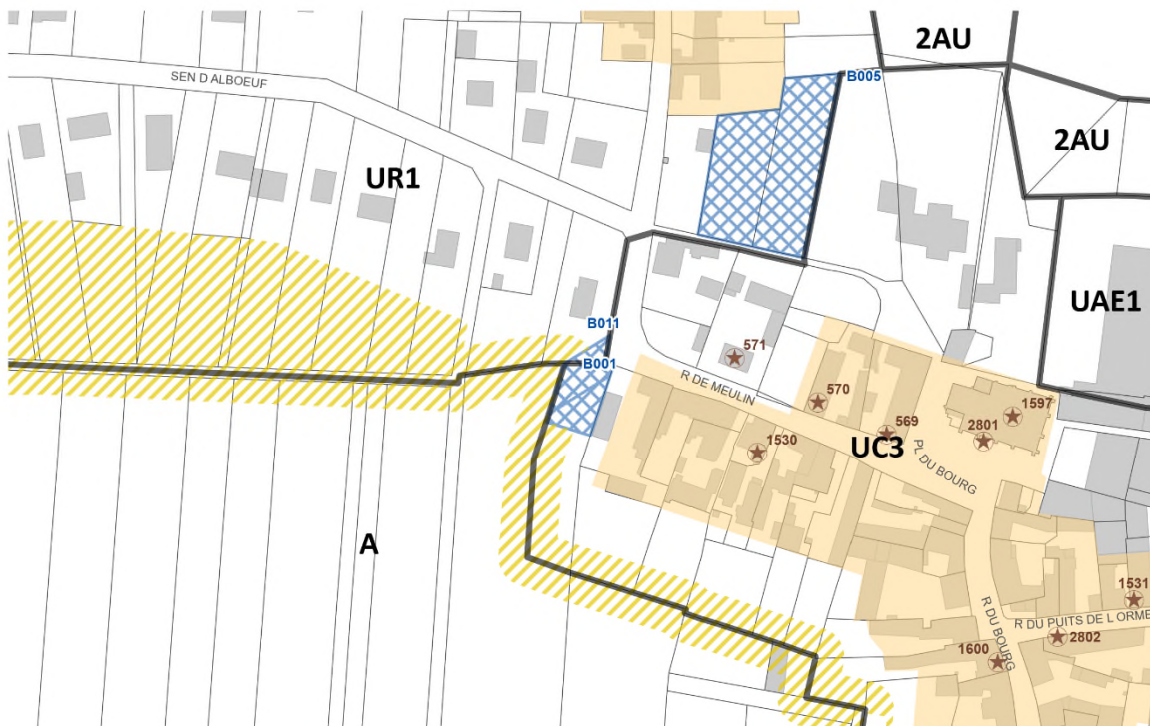 2AU
B005
SEN D ALBOEUF
2AU
UR1
UAE1
B011
B001
571
R DE MEULIN
570
569
1597
2801
1530
UC3
PL DU BOURG
A
1531
R DU PUITS DE L ORME
2802
R DU BOURG
1600